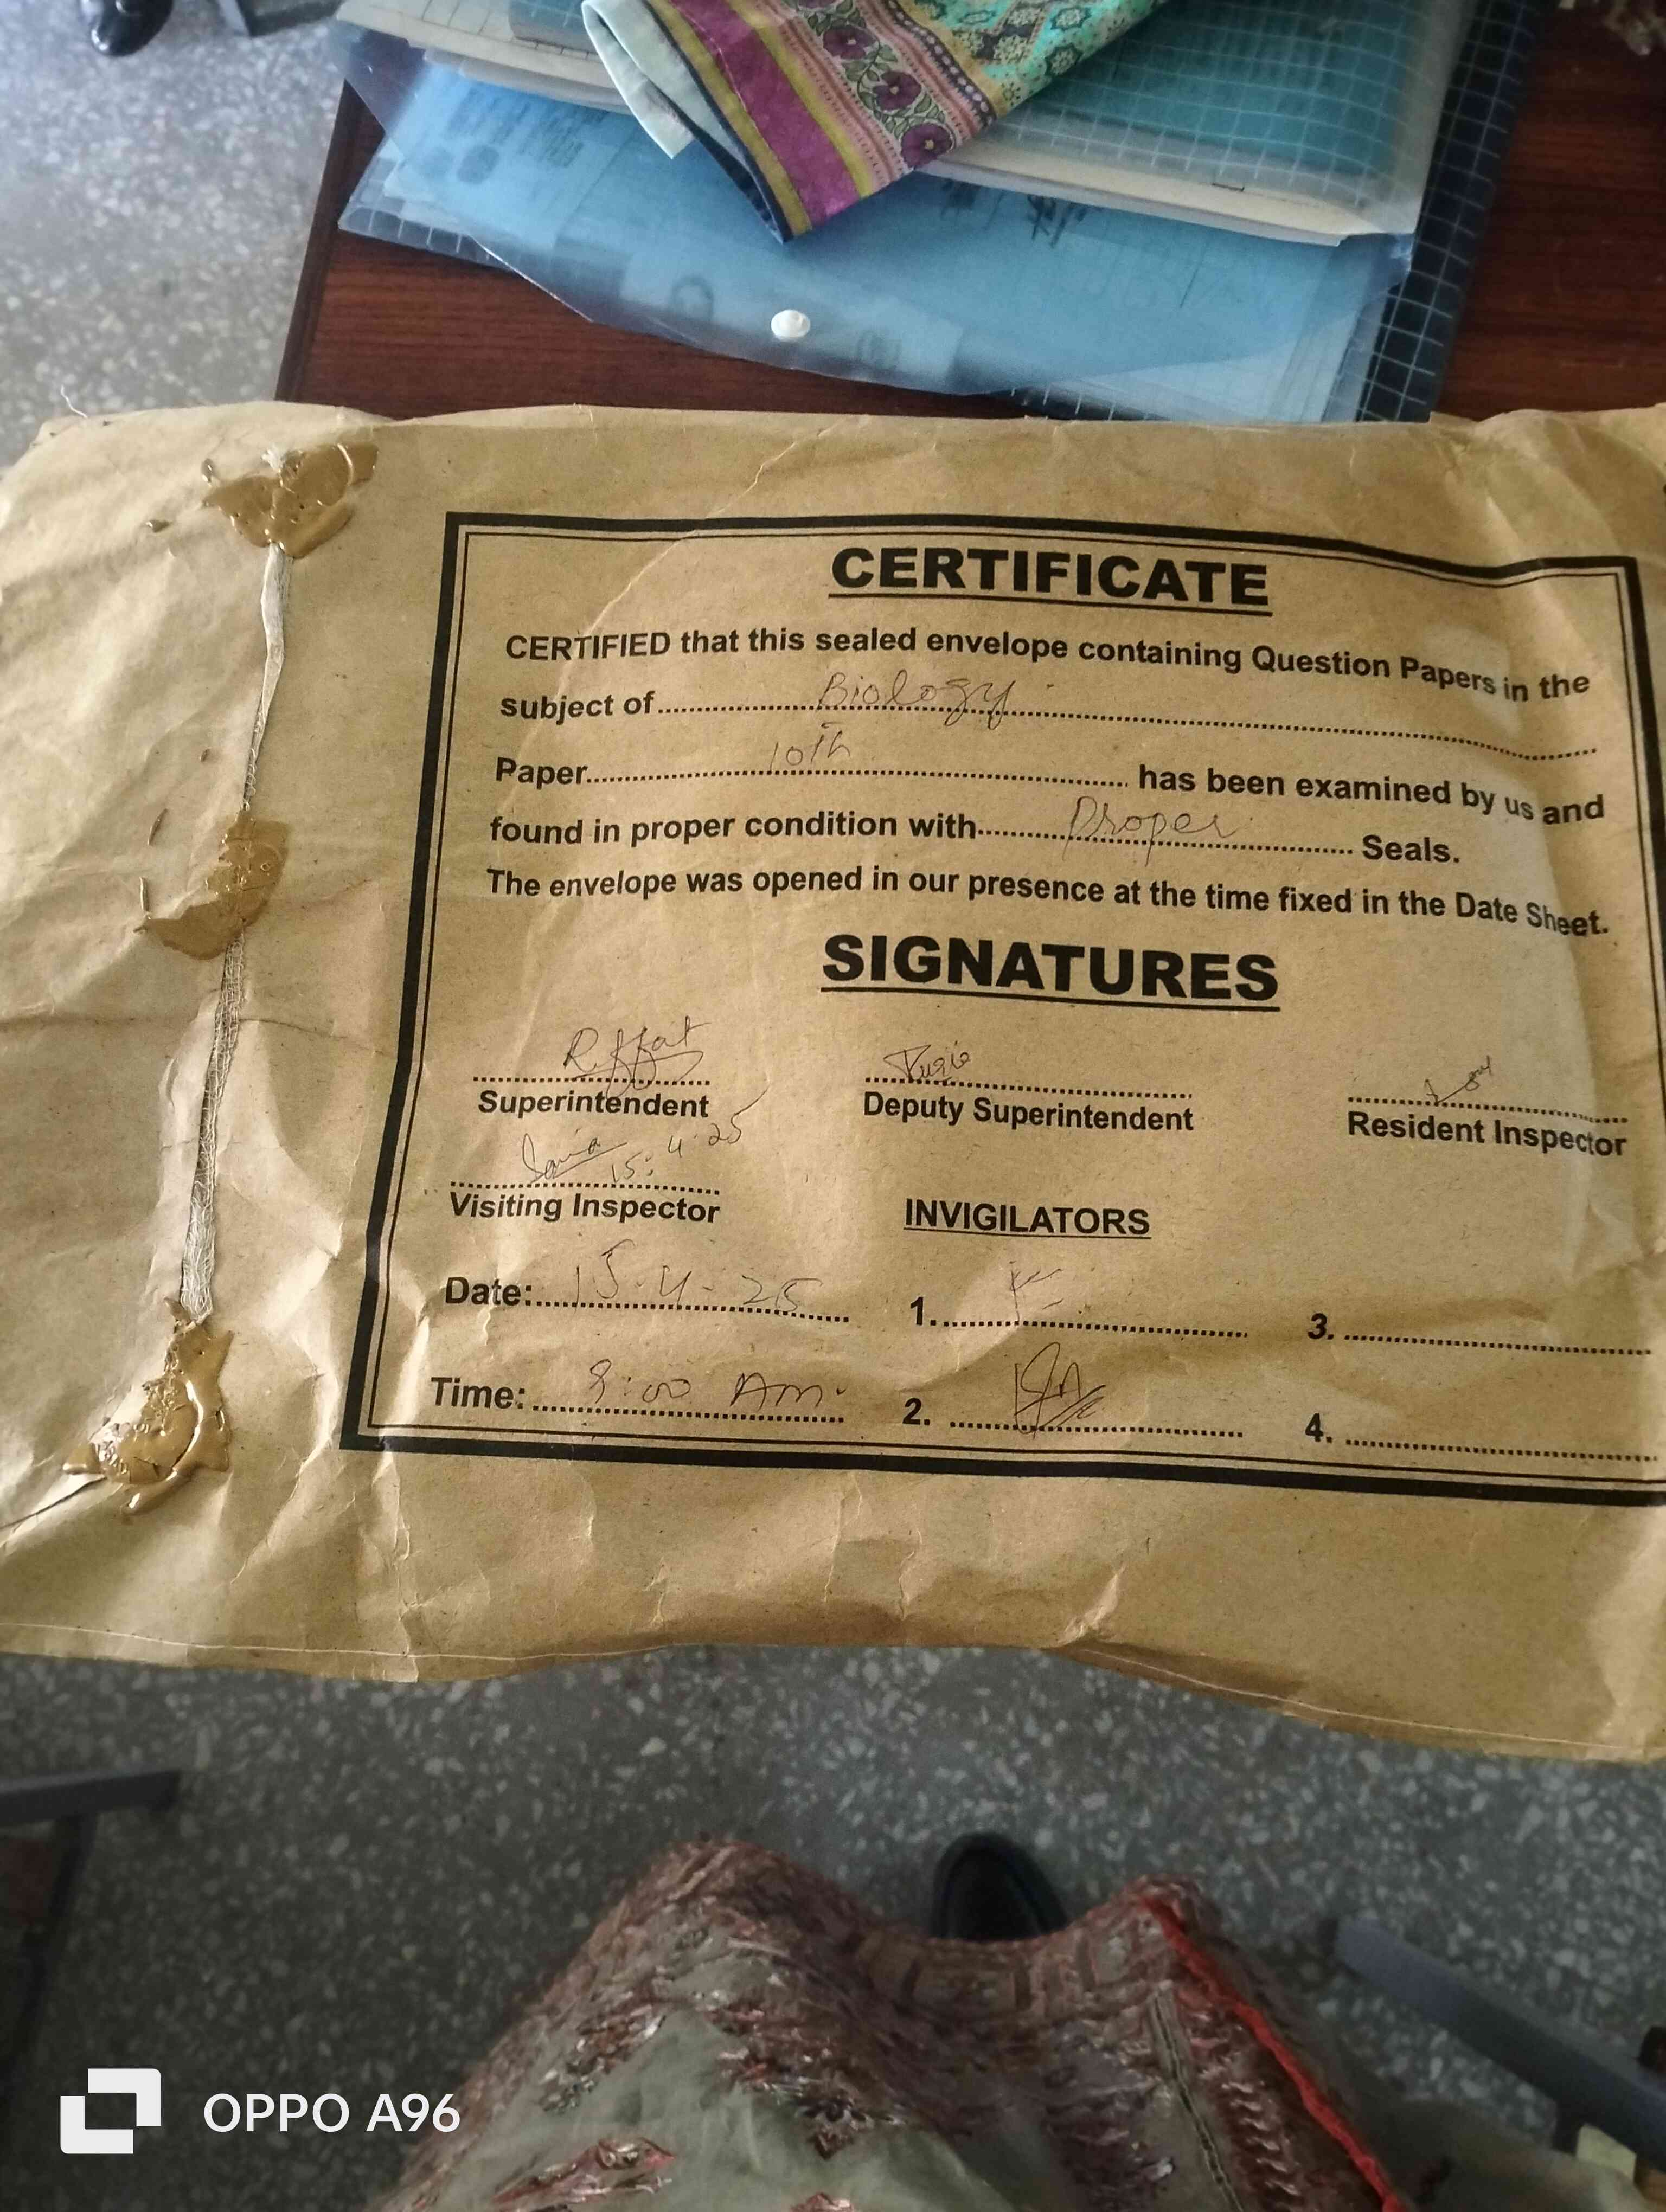 CERTIFICATE
CERTIFIED that this sealed envelope containing Question Papers in the
subject of Biology
Paper 10th has been examined by us and
found in proper condition with Proper Seals.
The envelope was opened in our presence at the time fixed in the Date Sheet.
SIGNATURES
Riffat
Superintendent Deputy Superintendent Resident Inspector
15.4.25
Visiting Inspector INVIGILATORS
Date: 15-4-25 1. 3.
Time: :00 Am. 2. 4.
OPPO A96